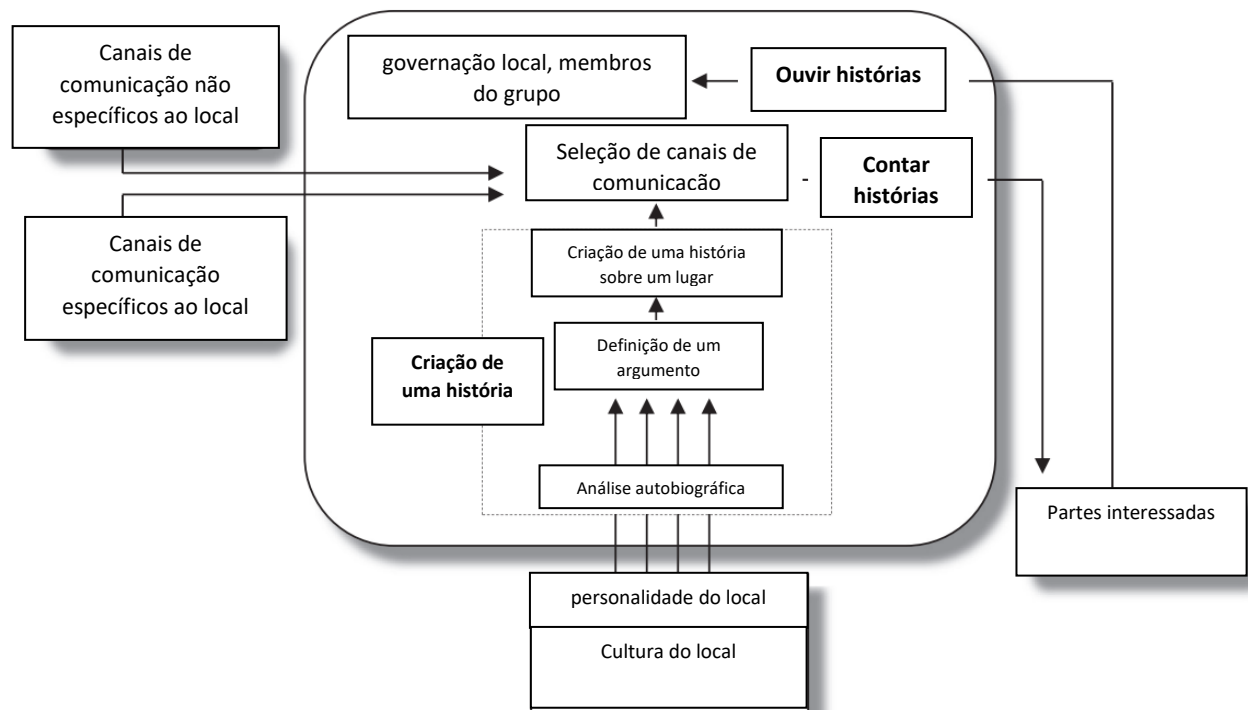 Canais de
comunicação não
específicos ao local
governação local, membros
do grupo
Ouvir histórias
Seleção de canais de
comunicacão
Contar
histórias
Canais de
comunicação
específicos ao local
Criação de uma história
sobre um lugar
Criação de
uma história
Definição de um
argumento
Análise autobiográfica
Partes interessadas
personalidade do local
Cultura do local